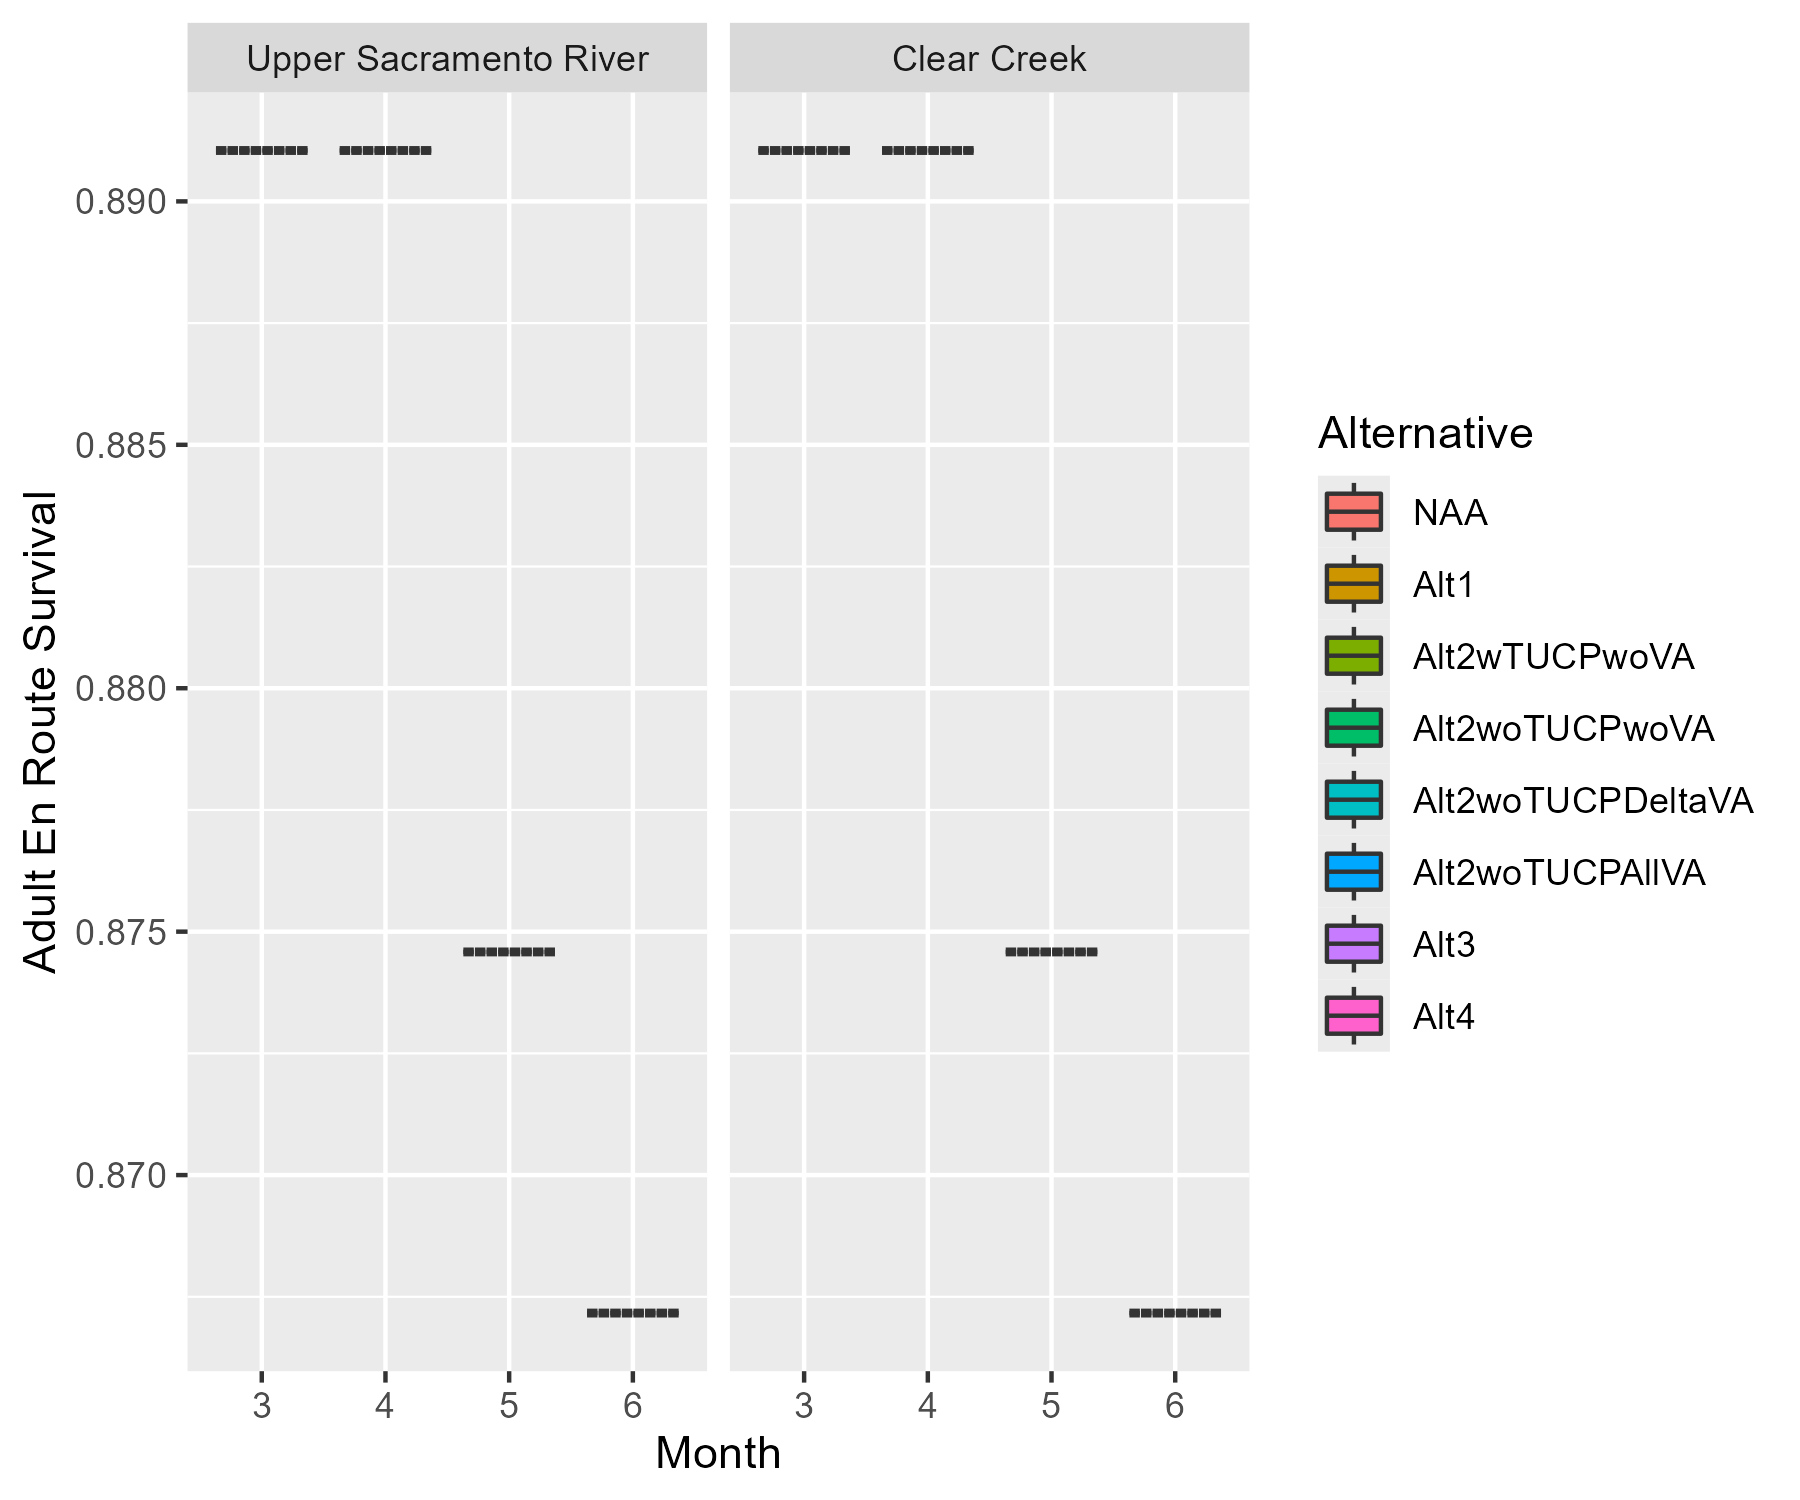 Upper Sacramento River
Clear Creek
0.890
0.885
0.880
0.875
0.870
Adult En Route Survival
3 4 5 6
3 4 5 6
Month
Alternative
NAA
Alt1
Alt2wTUCPwoVA
Alt2woTUCPwoVA
Alt2woTUCPDeltaVA
Alt2woTUCPAllVA
Alt3
Alt4